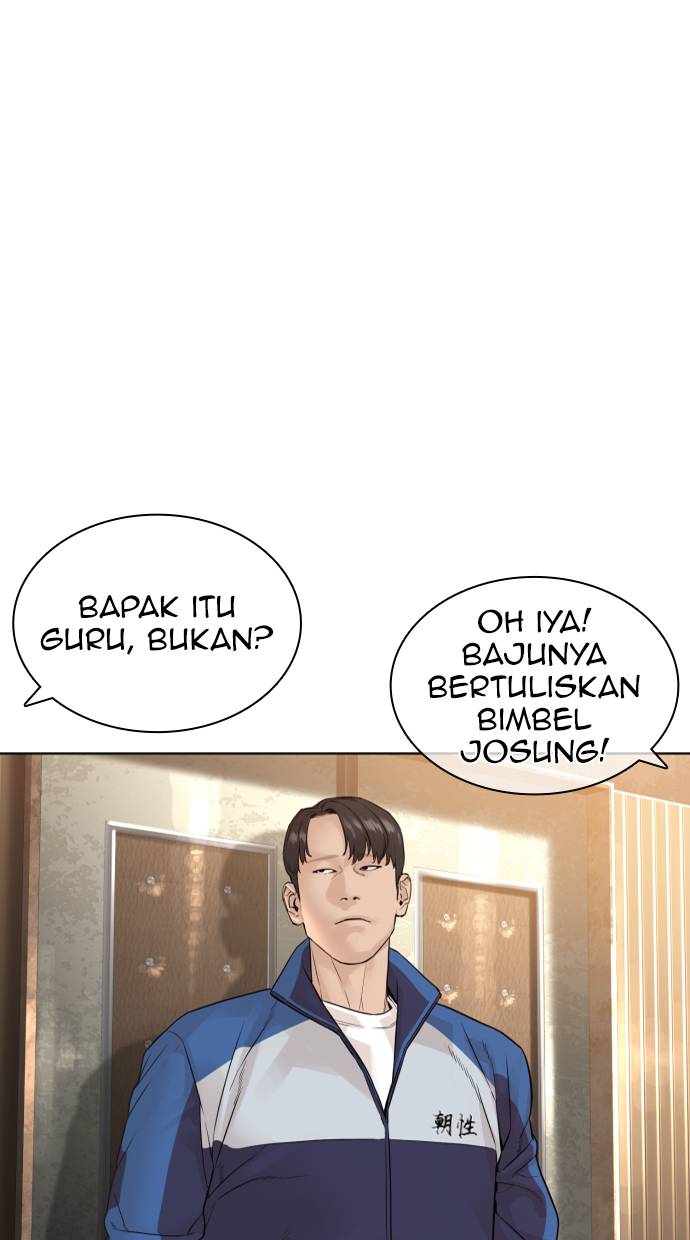 BAPAK ITU
GURU, BUKAN?
OH IYA!
BAJUNYA
BERTULISKAN
BIMBEL
JOSUNG!
朝性